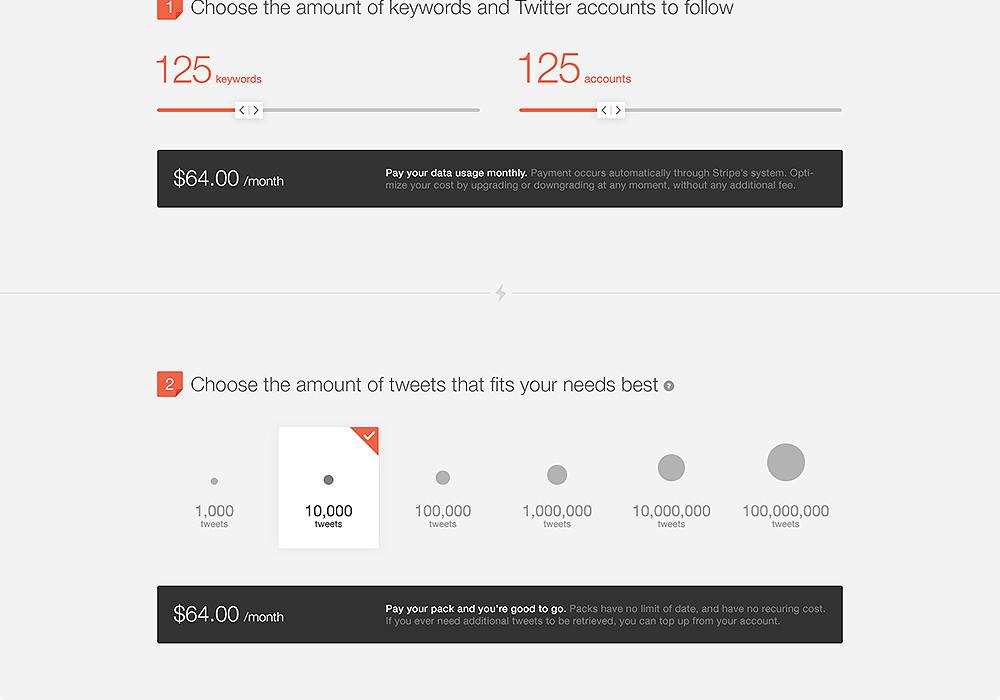 1 Choose the amount of keywords and Twitter accounts to follow
125 keywords
125 accounts
$64.00 /month
Pay your data usage monthly. Payment occurs automatically through Stripe's system. Opti-
mize your cost by upgrading or downgrading at any moment, without any additional fee.
2 Choose the amount of tweets that fits your needs best ?
1,000
tweets
10,000
tweets
100,000
tweets
1,000,000
tweets
10,000,000
tweets
100,000,000
tweets
$64.00 /month
Pay your pack and you're good to go. Packs have no limit of date, and have no recuring cost.
If you ever need additional tweets to be retrieved, you can top up from your account.